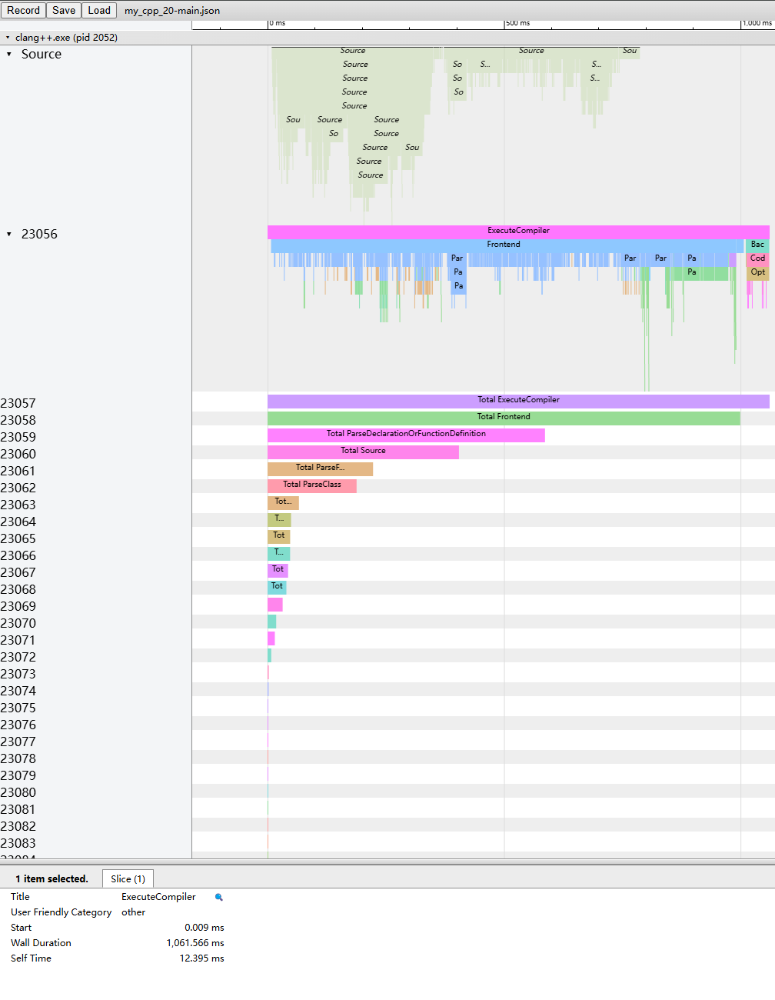 Record Save Load my_cpp_20-main.json
0 ms 500 ms 1,000 ms
clang++.exe (pid 2052)
Source
Source Source Sou
Source So S... S...
Source So S...
Source So
Source
Sou Source Source
So Source
Source Sou
Source
Source
23056
ExecuteCompiler
Frontend Bac
Par Par Par Pa Cod
Pa Pa Opt
Pa
23057 Total ExecuteCompiler
23058 Total Frontend
23059 Total ParseDeclarationOrFunctionDefinition
23060 Total Source
23061 Total ParseF...
23062 Total ParseClass
23063 Tot...
23064 T...
23065 Tot
23066 T...
23067 Tot
23068 Tot
23069
23070
23071
23072
23073
23074
23075
23076
23077
23078
23079
23080
23081
23082
23083
23084
1 item selected. Slice (1)
Title ExecuteCompiler
User Friendly Category other
Start 0.009 ms
Wall Duration 1,061.566 ms
Self Time 12.395 ms